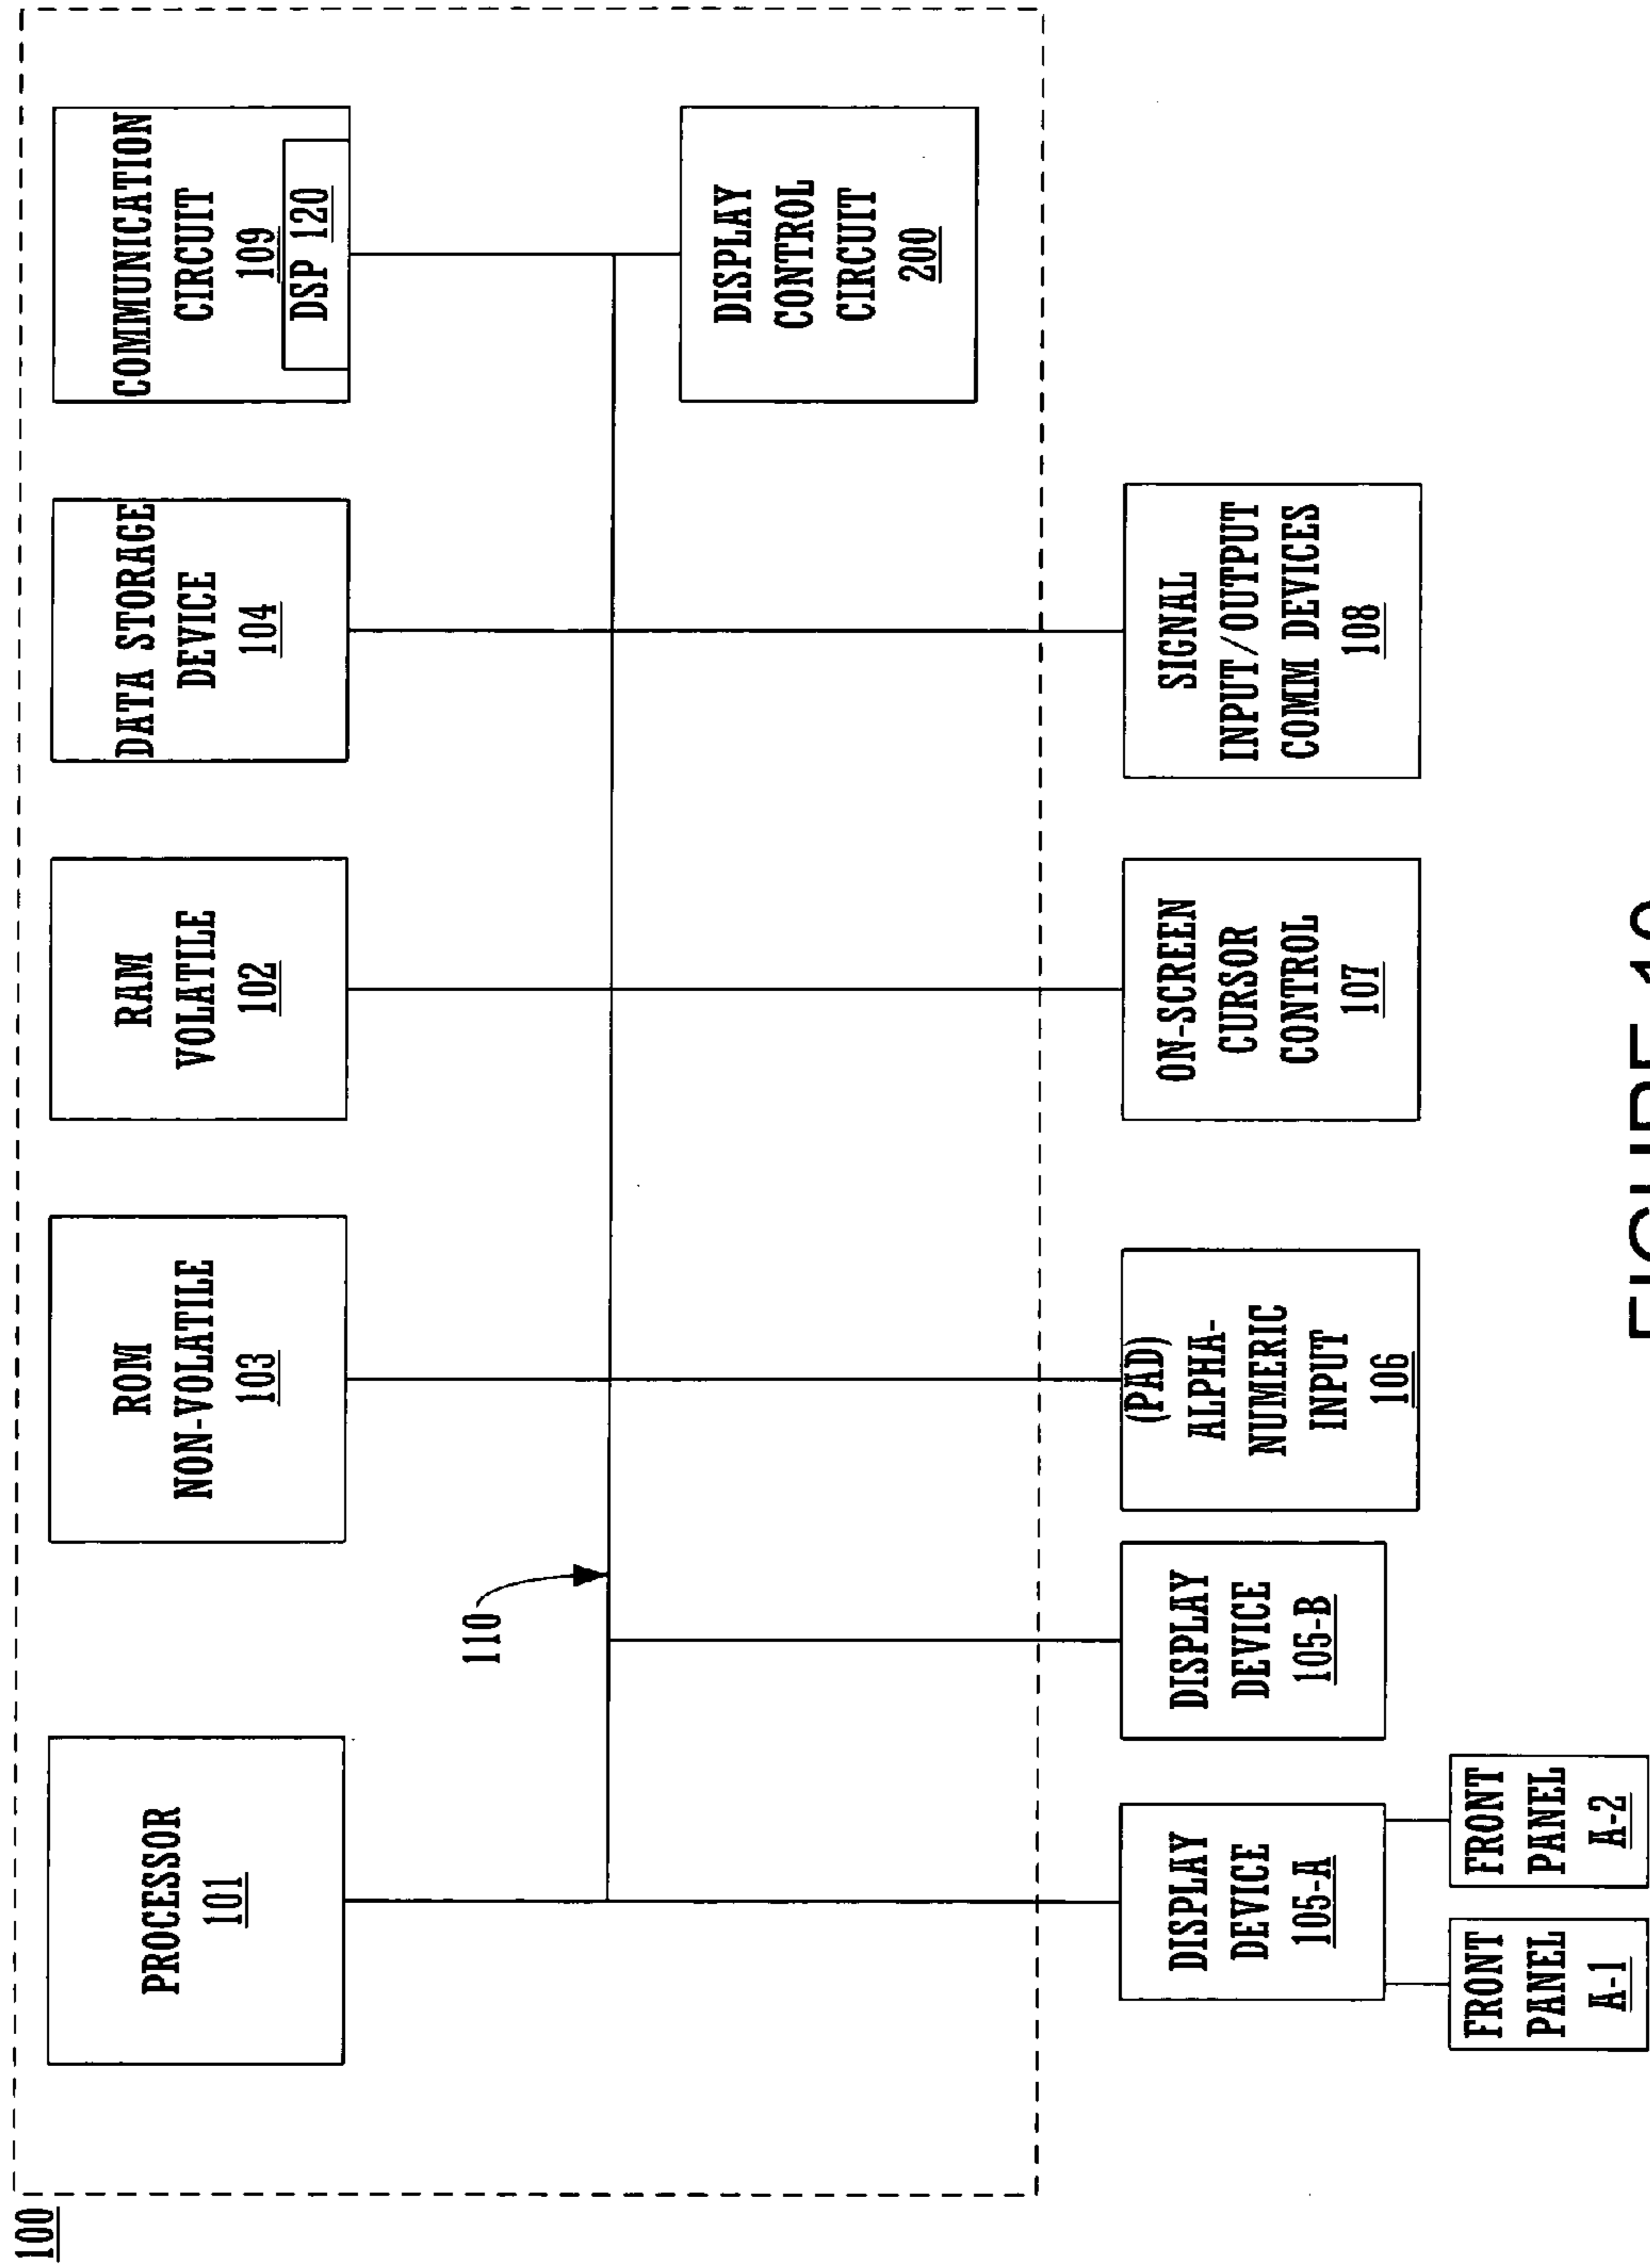 100
PROCESSOR
101
ROM
NON-VOLATILE
103
RAM
VOLATILE
102
DATA STORAGE
DEVICE
104
COMMUNICATION
CIRCUIT
109
DSP 120
110
DISPLAY
CONTROL
CIRCUIT
200
DISPLAY
DEVICE
105-A
DISPLAY
DEVICE
105-B
(PAD)
ALPHA-
NUMERIC
INPUT
106
ON-SCREEN
CURSOR
CONTROL
107
SIGNAL
INPUT/OUTPUT
COMM DEVICES
108
FRONT
PANEL
A-1
FRONT
PANEL
A-2
FIGURE